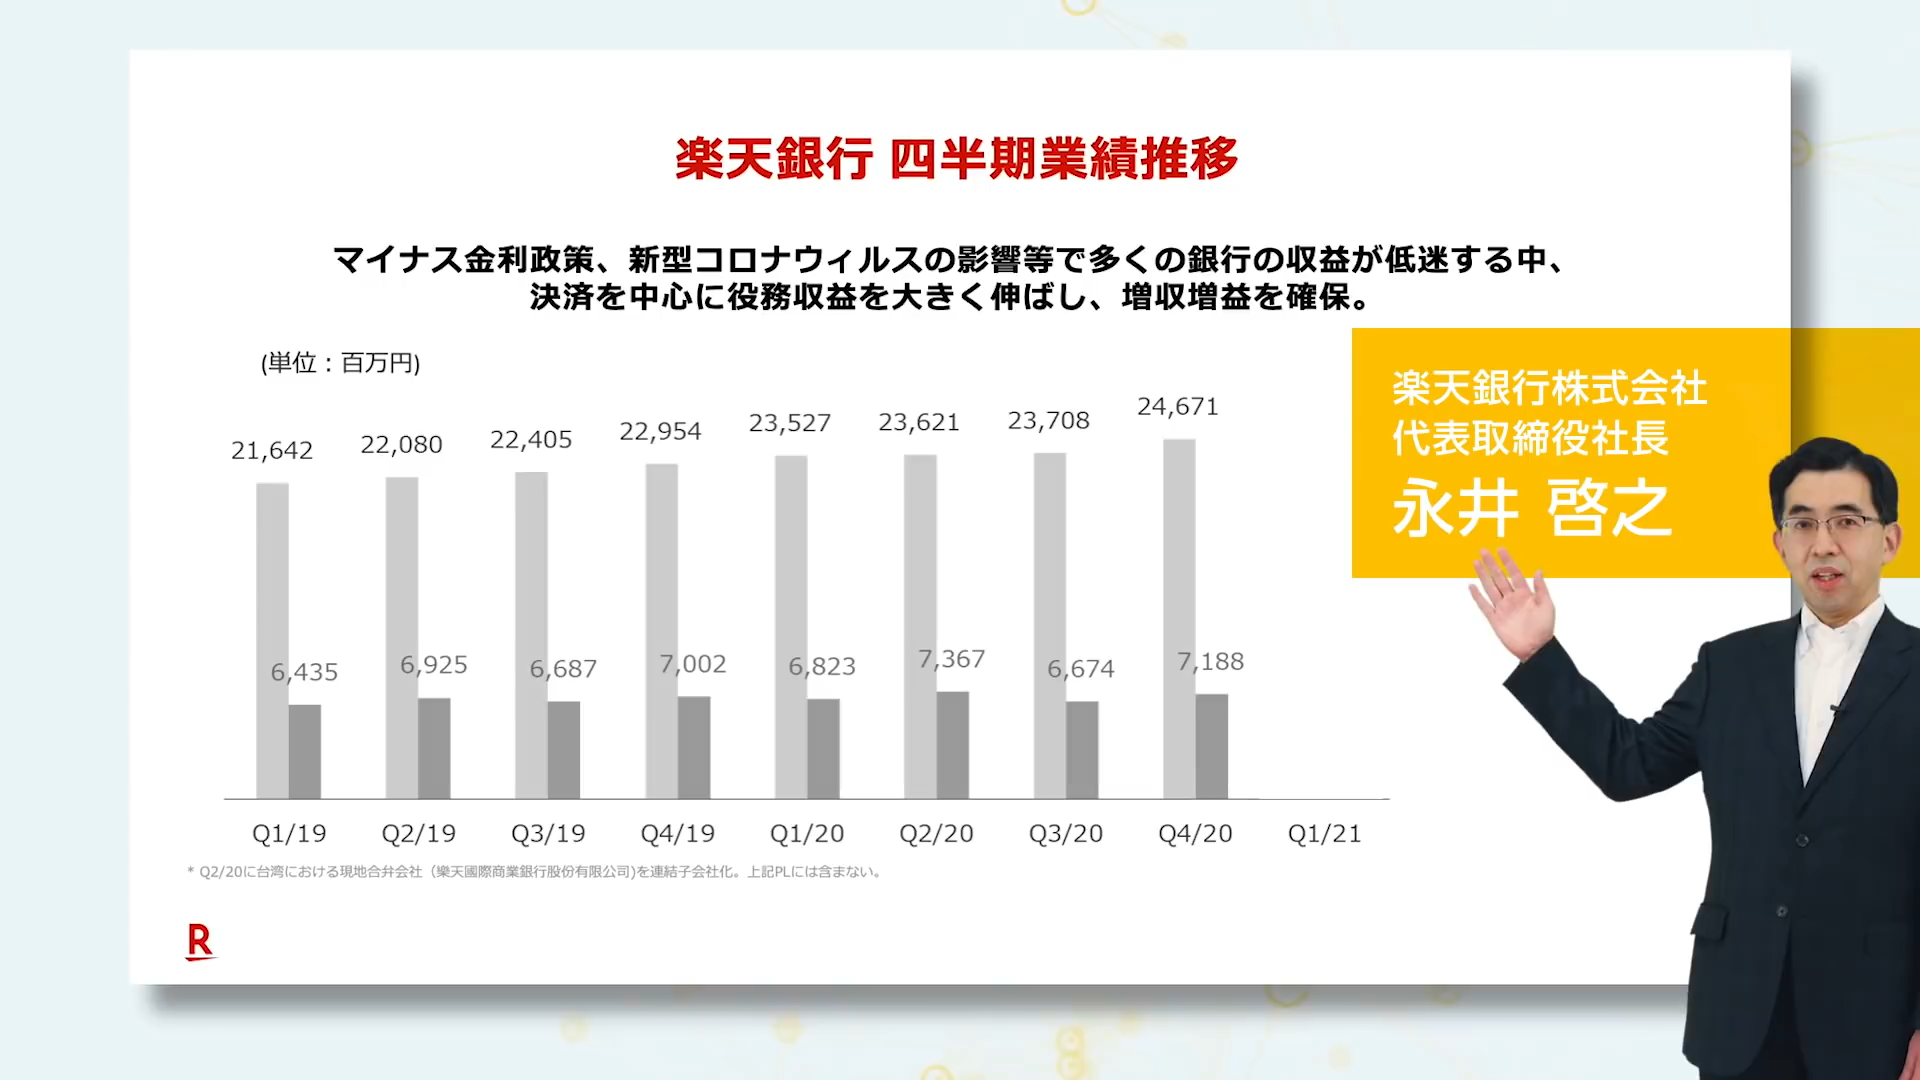 楽天銀行 四半期業績推移
マイナス金利政策、新型コロナウィルスの影響等で多くの銀行の収益が低迷する中、
決済を中心に役務収益を大きく伸ばし、増収増益を確保。
(単位：百万円)
楽天銀行株式会社
代表取締役社長
永井 啓之
21,642 22,080 22,405 22,954 23,527 23,621 23,708 24,671
6,435 6,925 6,687 7,002 6,823 7,367 6,674 7,188
Q1/19 Q2/19 Q3/19 Q4/19 Q1/20 Q2/20 Q3/20 Q4/20 Q1/21
* Q2/20に台湾における現地合弁会社（樂天國際商業銀行股份有限公司)を連結子会社化。上記PLには含まない。
R